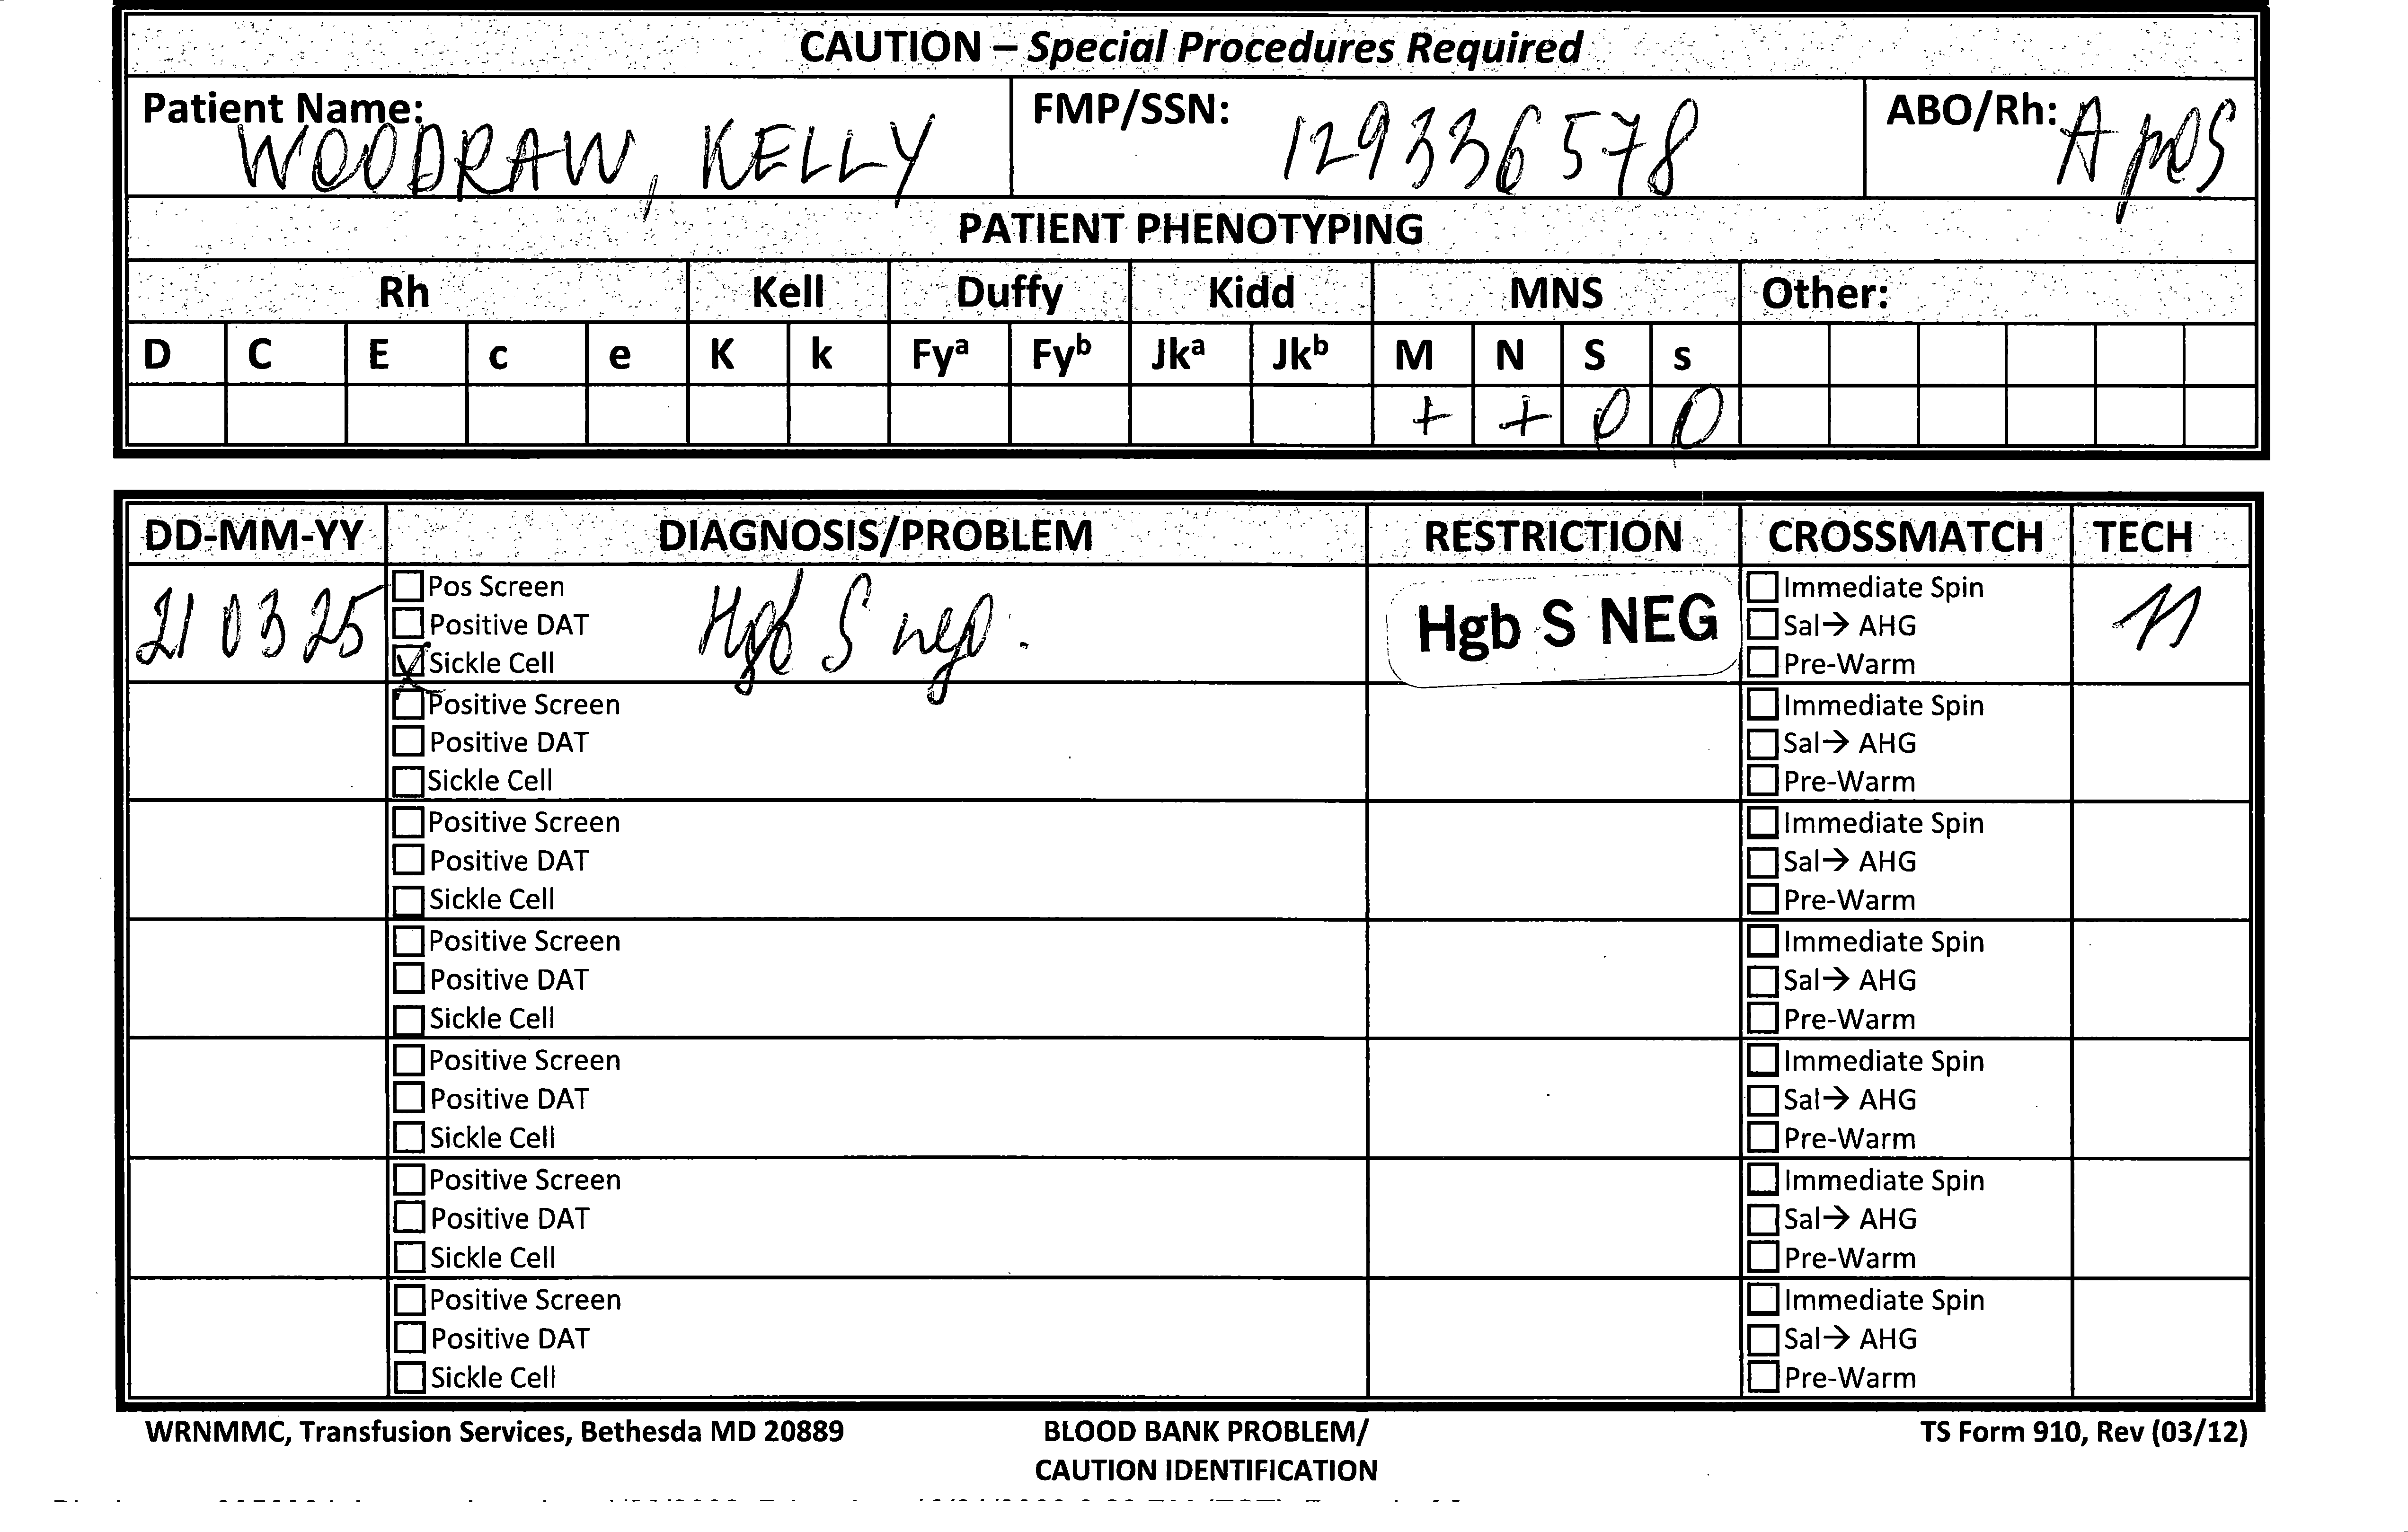 CAUTION – Special Procedures Required
Patient Name: WOODRAW, KELLY FMP/SSN: 129336578 ABO/Rh: A pos
PATIENT PHENOTYPING
Rh Kell Duffy Kidd MNS Other:
D C E c e K k Fyᵃ Fyᵇ Jkᵃ Jkᵇ M N S s
+ + 0 0
DD-MM-YY DIAGNOSIS/PROBLEM RESTRICTION CROSSMATCH TECH
21 03 25 Hgb S neg. Hgb S NEG
Pos Screen Immediate Spin
Positive DAT Sal→ AHG
Sickle Cell Pre-Warm
Positive Screen Immediate Spin
Positive DAT Sal→ AHG
Sickle Cell Pre-Warm
Positive Screen Immediate Spin
Positive DAT Sal→ AHG
Sickle Cell Pre-Warm
Positive Screen Immediate Spin
Positive DAT Sal→ AHG
Sickle Cell Pre-Warm
Positive Screen Immediate Spin
Positive DAT Sal→ AHG
Sickle Cell Pre-Warm
Positive Screen Immediate Spin
Positive DAT Sal→ AHG
Sickle Cell Pre-Warm
Positive Screen Immediate Spin
Positive DAT Sal→ AHG
Sickle Cell Pre-Warm
WRNMMC, Transfusion Services, Bethesda MD 20889 BLOOD BANK PROBLEM/ TS Form 910, Rev (03/12)
CAUTION IDENTIFICATION